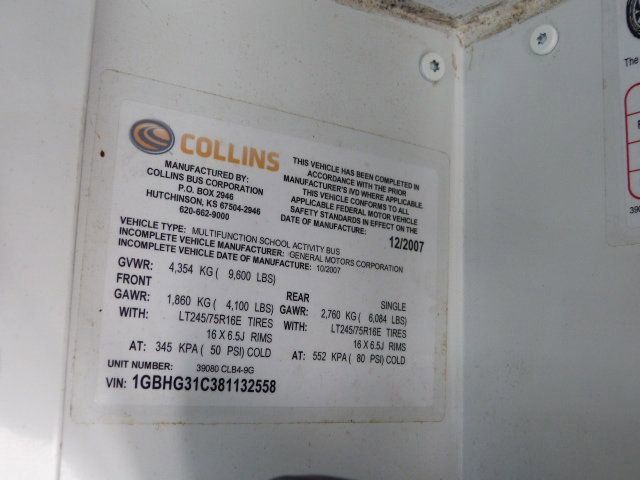 COLLINS
MANUFACTURED BY:
COLLINS BUS CORPORATION
P.O. BOX 2946
HUTCHINSON, KS 67504-2946
620-662-9000
THIS VEHICLE HAS BEEN COMPLETED IN
ACCORDANCE WITH THE PRIOR
MANUFACTURER'S IVD WHERE APPLICABLE.
THIS VEHICLE CONFORMS TO ALL
APPLICABLE FEDERAL MOTOR VEHICLE
SAFETY STANDARDS IN EFFECT ON THE
DATE OF MANUFACTURE:
12/2007
VEHICLE TYPE: MULTIFUNCTION SCHOOL ACTIVITY BUS
INCOMPLETE VEHICLE MANUFACTURER: GENERAL MOTORS CORPORATION
INCOMPLETE VEHICLE DATE OF MANUFACTURE: 10/2007
GVWR: 4,354 KG ( 9,600 LBS)
FRONT REAR SINGLE
GAWR: 1,860 KG ( 4,100 LBS) GAWR: 2,760 KG ( 6,084 LBS)
WITH: LT245/75R16E TIRES WITH: LT245/75R16E TIRES
16 X 6.5J RIMS 16 X 6.5J RIMS
AT: 345 KPA ( 50 PSI) COLD AT: 552 KPA ( 80 PSI) COLD
UNIT NUMBER: 39080 CLB4-9G
VIN: 1GBHG31C381132558
The